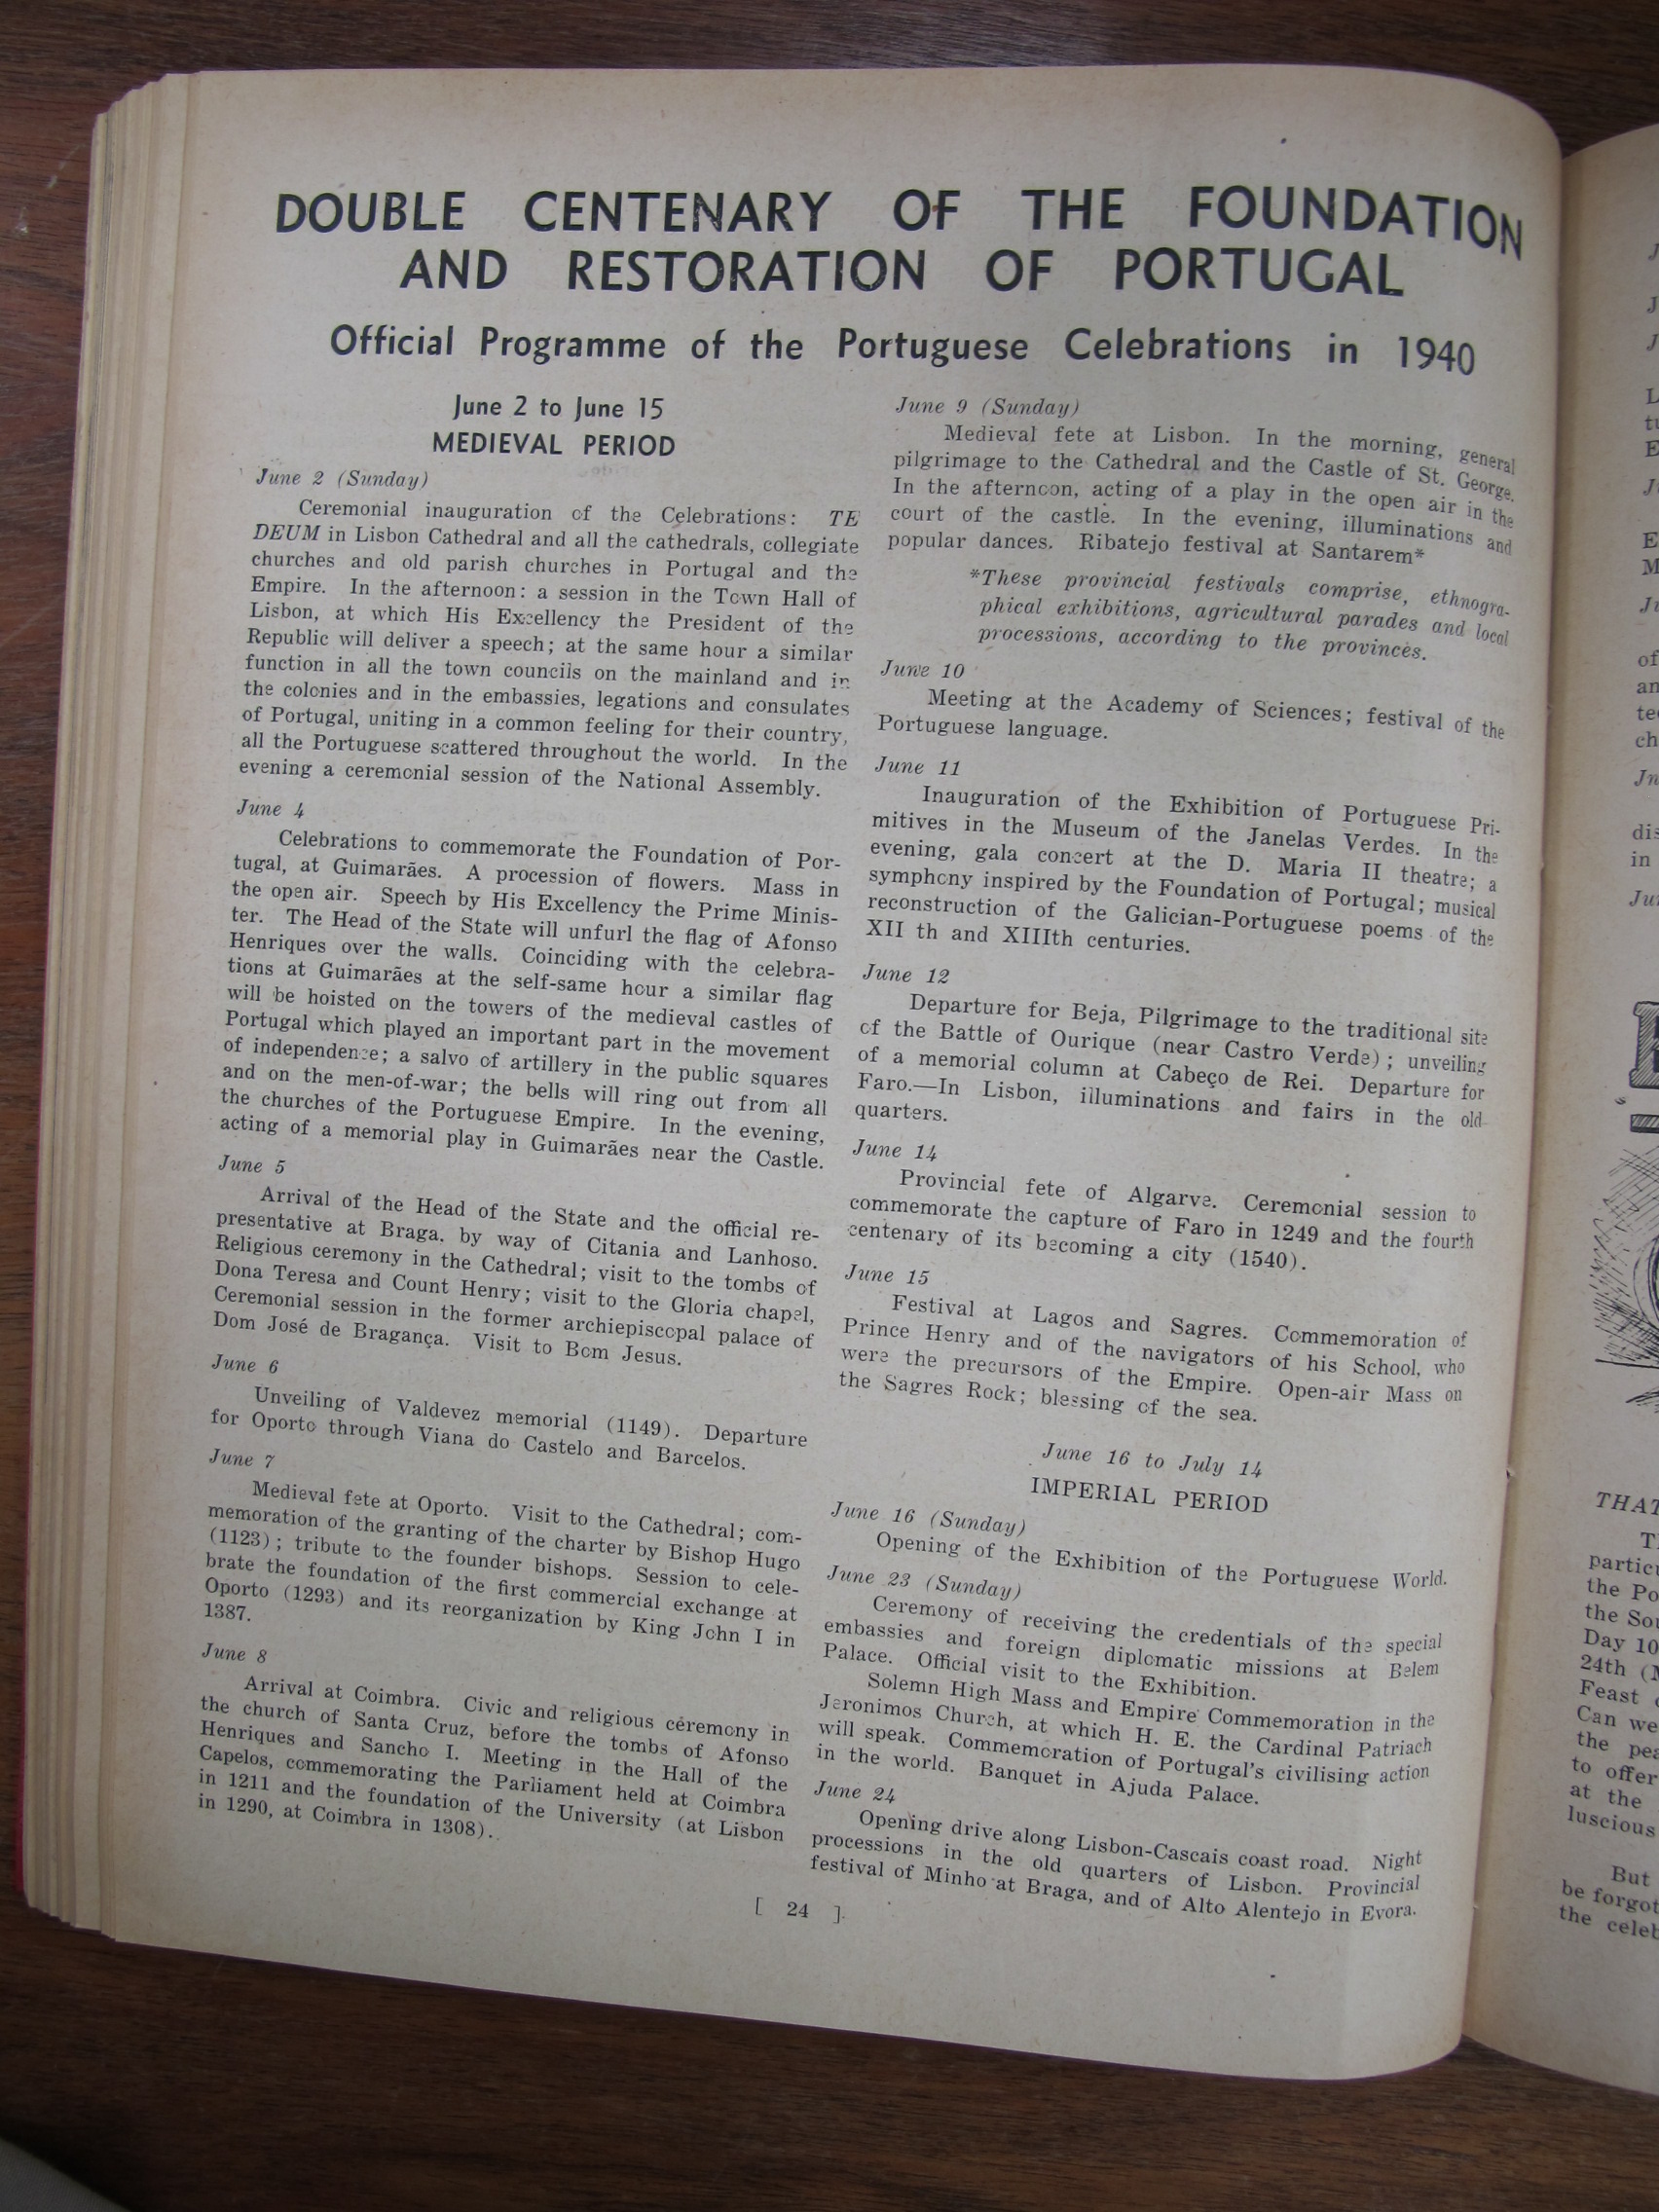 DOUBLE CENTENARY OF THE FOUNDATION
AND RESTORATION OF PORTUGAL
Official Programme of the Portuguese Celebrations in 1940
June 2 to June 15
MEDIEVAL PERIOD
June 2 (Sunday)
Ceremonial inauguration of the Celebrations: TE
DEUM in Lisbon Cathedral and all the cathedrals, collegiate
churches and old parish churches in Portugal and the
Empire. In the afternoon: a session in the Town Hall of
Lisbon, at which His Excellency the President of the
Republic will deliver a speech; at the same hour a similar
function in all the town councils on the mainland and in
the colonies and in the embassies, legations and consulates
of Portugal, uniting in a common feeling for their country,
all the Portuguese scattered throughout the world. In the
evening a ceremonial session of the National Assembly.
June 4
Celebrations to commemorate the Foundation of Por-
tugal, at Guimarães. A procession of flowers. Mass in
the open air. Speech by His Excellency the Prime Minis-
ter. The Head of the State will unfurl the flag of Afonso
Henriques over the walls. Coinciding with the celebra-
tions at Guimarães at the self-same hour a similar flag
will be hoisted on the towers of the medieval castles of
Portugal which played an important part in the movement
of independence; a salvo of artillery in the public squares
and on the men-of-war; the bells will ring out from all
the churches of the Portuguese Empire. In the evening,
acting of a memorial play in Guimarães near the Castle.
June 5
Arrival of the Head of the State and the official re-
presentative at Braga, by way of Citania and Lanhoso.
Religious ceremony in the Cathedral; visit to the tombs of
Dona Teresa and Count Henry; visit to the Gloria chapel,
Ceremonial session in the former archiepiscopal palace of
Dom José de Bragança. Visit to Bom Jesus.
June 6
Unveiling of Valdevez memorial (1149). Departure
for Oporto through Viana do Castelo and Barcelos.
June 7
Medieval fete at Oporto. Visit to the Cathedral; com-
memoration of the granting of the charter by Bishop Hugo
(1123); tribute to the founder bishops. Session to cele-
brate the foundation of the first commercial exchange at
Oporto (1293) and its reorganization by King John I in
1387.
June 8
Arrival at Coimbra. Civic and religious ceremony in
the church of Santa Cruz, before the tombs of Afonso
Henriques and Sancho I. Meeting in the Hall of the
Capelos, commemorating the Parliament held at Coimbra
in 1211 and the foundation of the University (at Lisbon
in 1290, at Coimbra in 1308).
June 9 (Sunday)
Medieval fete at Lisbon. In the morning, general
pilgrimage to the Cathedral and the Castle of St. George.
In the afternoon, acting of a play in the open air in the
court of the castle. In the evening, illuminations and
popular dances. Ribatejo festival at Santarem*
*These provincial festivals comprise, ethnogra-
phical exhibitions, agricultural parades and local
processions, according to the provinces.
June 10
Meeting at the Academy of Sciences; festival of the
Portuguese language.
June 11
Inauguration of the Exhibition of Portuguese Pri-
mitives in the Museum of the Janelas Verdes. In the
evening, gala concert at the D. Maria II theatre; a
symphony inspired by the Foundation of Portugal; musical
reconstruction of the Galician-Portuguese poems of the
XII th and XIIIth centuries.
June 12
Departure for Beja, Pilgrimage to the traditional site
of the Battle of Ourique (near Castro Verde); unveiling
of a memorial column at Cabeço de Rei. Departure for
Faro.—In Lisbon, illuminations and fairs in the old
quarters.
June 14
Provincial fete of Algarve. Ceremonial session to
commemorate the capture of Faro in 1249 and the fourth
centenary of its becoming a city (1540).
June 15
Festival at Lagos and Sagres. Commemoration of
Prince Henry and of the navigators of his School, who
were the precursors of the Empire. Open-air Mass on
the Sagres Rock; blessing of the sea.
June 16 to July 14
IMPERIAL PERIOD
June 16 (Sunday)
Opening of the Exhibition of the Portuguese World.
June 23 (Sunday)
Ceremony of receiving the credentials of the special
embassies and foreign diplomatic missions at Belem
Palace. Official visit to the Exhibition.
Solemn High Mass and Empire Commemoration in the
Jeronimos Church, at which H. E. the Cardinal Patriach
will speak. Commemoration of Portugal's civilising action
in the world. Banquet in Ajuda Palace.
June 24
Opening drive along Lisbon-Cascais coast road. Night
processions in the old quarters of Lisbon. Provincial
festival of Minho at Braga, and of Alto Alentejo in Evora.
[ 24 ]
THAT
the Po
the Sou
Day 10
24th
Feast
Can we
the pea
to offer
at the
luscious
But
be forgot
the celeb